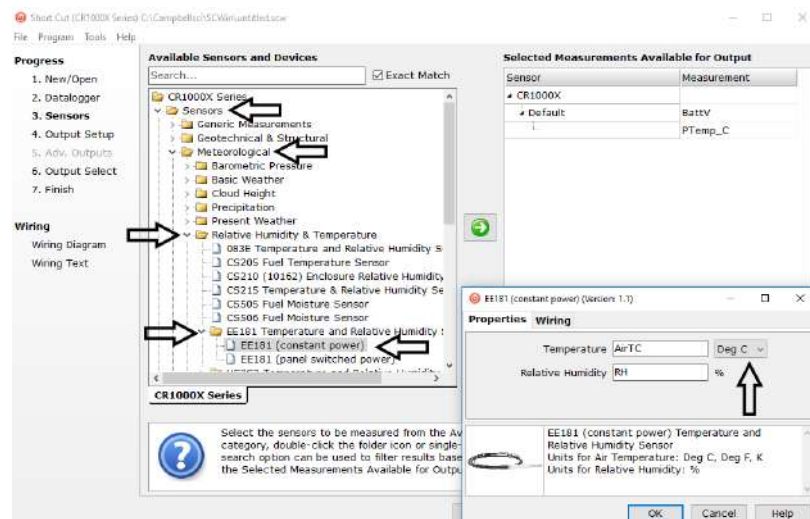 Short Cut (CR1000X Series) C:\Campbellsci\SCWin\untitled.scw
File Program Tools Help
Progress
1. New/Open
2. Datalogger
3. Sensors
4. Output Setup
5. Adv. Outputs
6. Output Select
7. Finish
Wiring
Wiring Diagram
Wiring Text
Available Sensors and Devices
Search...
Exact Match
CR1000X Series
Sensors
Generic Measurements
Geotechnical & Structural
Meteorological
Barometric Pressure
Basic Weather
Cloud Height
Precipitation
Present Weather
Relative Humidity & Temperature
083E Temperature and Relative Humidity S
CS205 Fuel Temperature Sensor
CS210 (10162) Enclosure Relative Humidity
CS215 Temperature & Relative Humidity Se
CS505 Fuel Moisture Sensor
CS506 Fuel Moisture Sensor
EE181 Temperature and Relative Humidity
EE181 (constant power)
EE181 (panel switched power)
CR1000X Series
Select the sensors to be measured from the Av
category, double-click the folder icon or single-
search option can be used to filter results base
the Selected Measurements Available for Outpu
Selected Measurements Available for Output
Sensor Measurement
CR1000X
Default BattV
PTemp_C
EE181 (constant power) (Version: 1.1)
Properties Wiring
Temperature AirTC Deg C
Relative Humidity RH %
EE181 (constant power) Temperature and
Relative Humidity Sensor
Units for Air Temperature: Deg C, Deg F, K
Units for Relative Humidity: %
OK Cancel Help